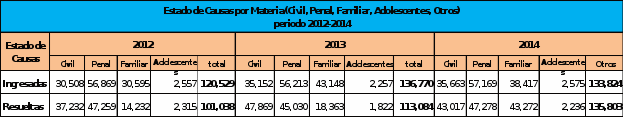 Estado de Causas por Materia(Civil, Penal, Familiar, Adolescentes, Otros)
periodo 2012-2014
Estado de Causas 2012 2013 2014
Civil Penal Familiar Adolescentes total Civil Penal Familiar Adolescentes total Civil Penal Familiar Adolescentes Otros
Ingresadas 30,508 56,869 30,595 2,557 120,529 35,152 56,213 43,148 2,257 136,770 35,663 57,169 38,417 2,575 133,824
Resueltas 37,232 47,259 14,232 2,315 101,038 47,869 45,030 18,363 1,822 113,084 43,017 47,278 43,272 2,236 135,803